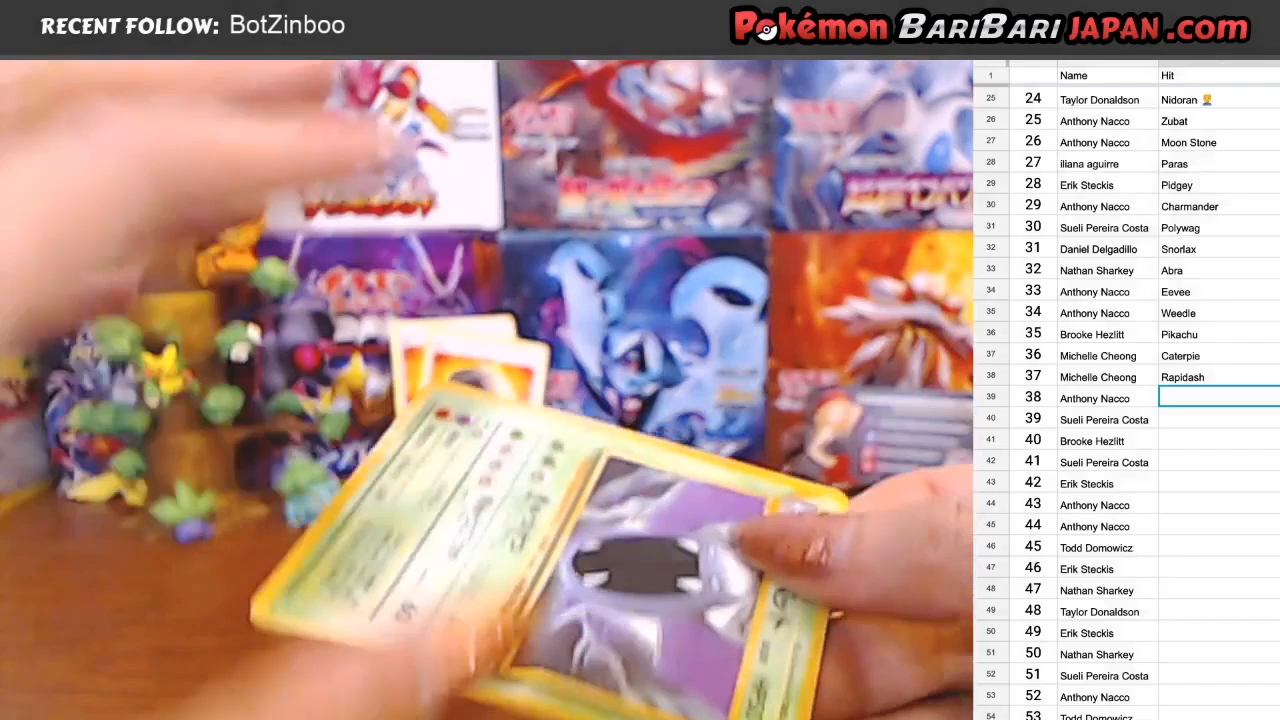 RECENT FOLLOW: BotZinboo
Pokémon BARIBARI JAPAN.com
1 Name Hit
25 24 Taylor Donaldson Nidoran 🤦‍♂️
26 25 Anthony Nacco Zubat
27 26 Anthony Nacco Moon Stone
28 27 iliana aguirre Paras
29 28 Erik Steckis Pidgey
30 29 Anthony Nacco Charmander
31 30 Sueli Pereira Costa Polywag
32 31 Daniel Delgadillo Snorlax
33 32 Nathan Sharkey Abra
34 33 Anthony Nacco Eevee
35 34 Anthony Nacco Weedle
36 35 Brooke Hezlitt Pikachu
37 36 Michelle Cheong Caterpie
38 37 Michelle Cheong Rapidash
39 38 Anthony Nacco
40 39 Sueli Pereira Costa
41 40 Brooke Hezlitt
42 41 Sueli Pereira Costa
43 42 Erik Steckis
44 43 Anthony Nacco
45 44 Anthony Nacco
46 45 Todd Domowicz
47 46 Erik Steckis
48 47 Nathan Sharkey
49 48 Taylor Donaldson
50 49 Erik Steckis
51 50 Nathan Sharkey
52 51 Sueli Pereira Costa
53 52 Anthony Nacco
54 53 Todd Domowicz